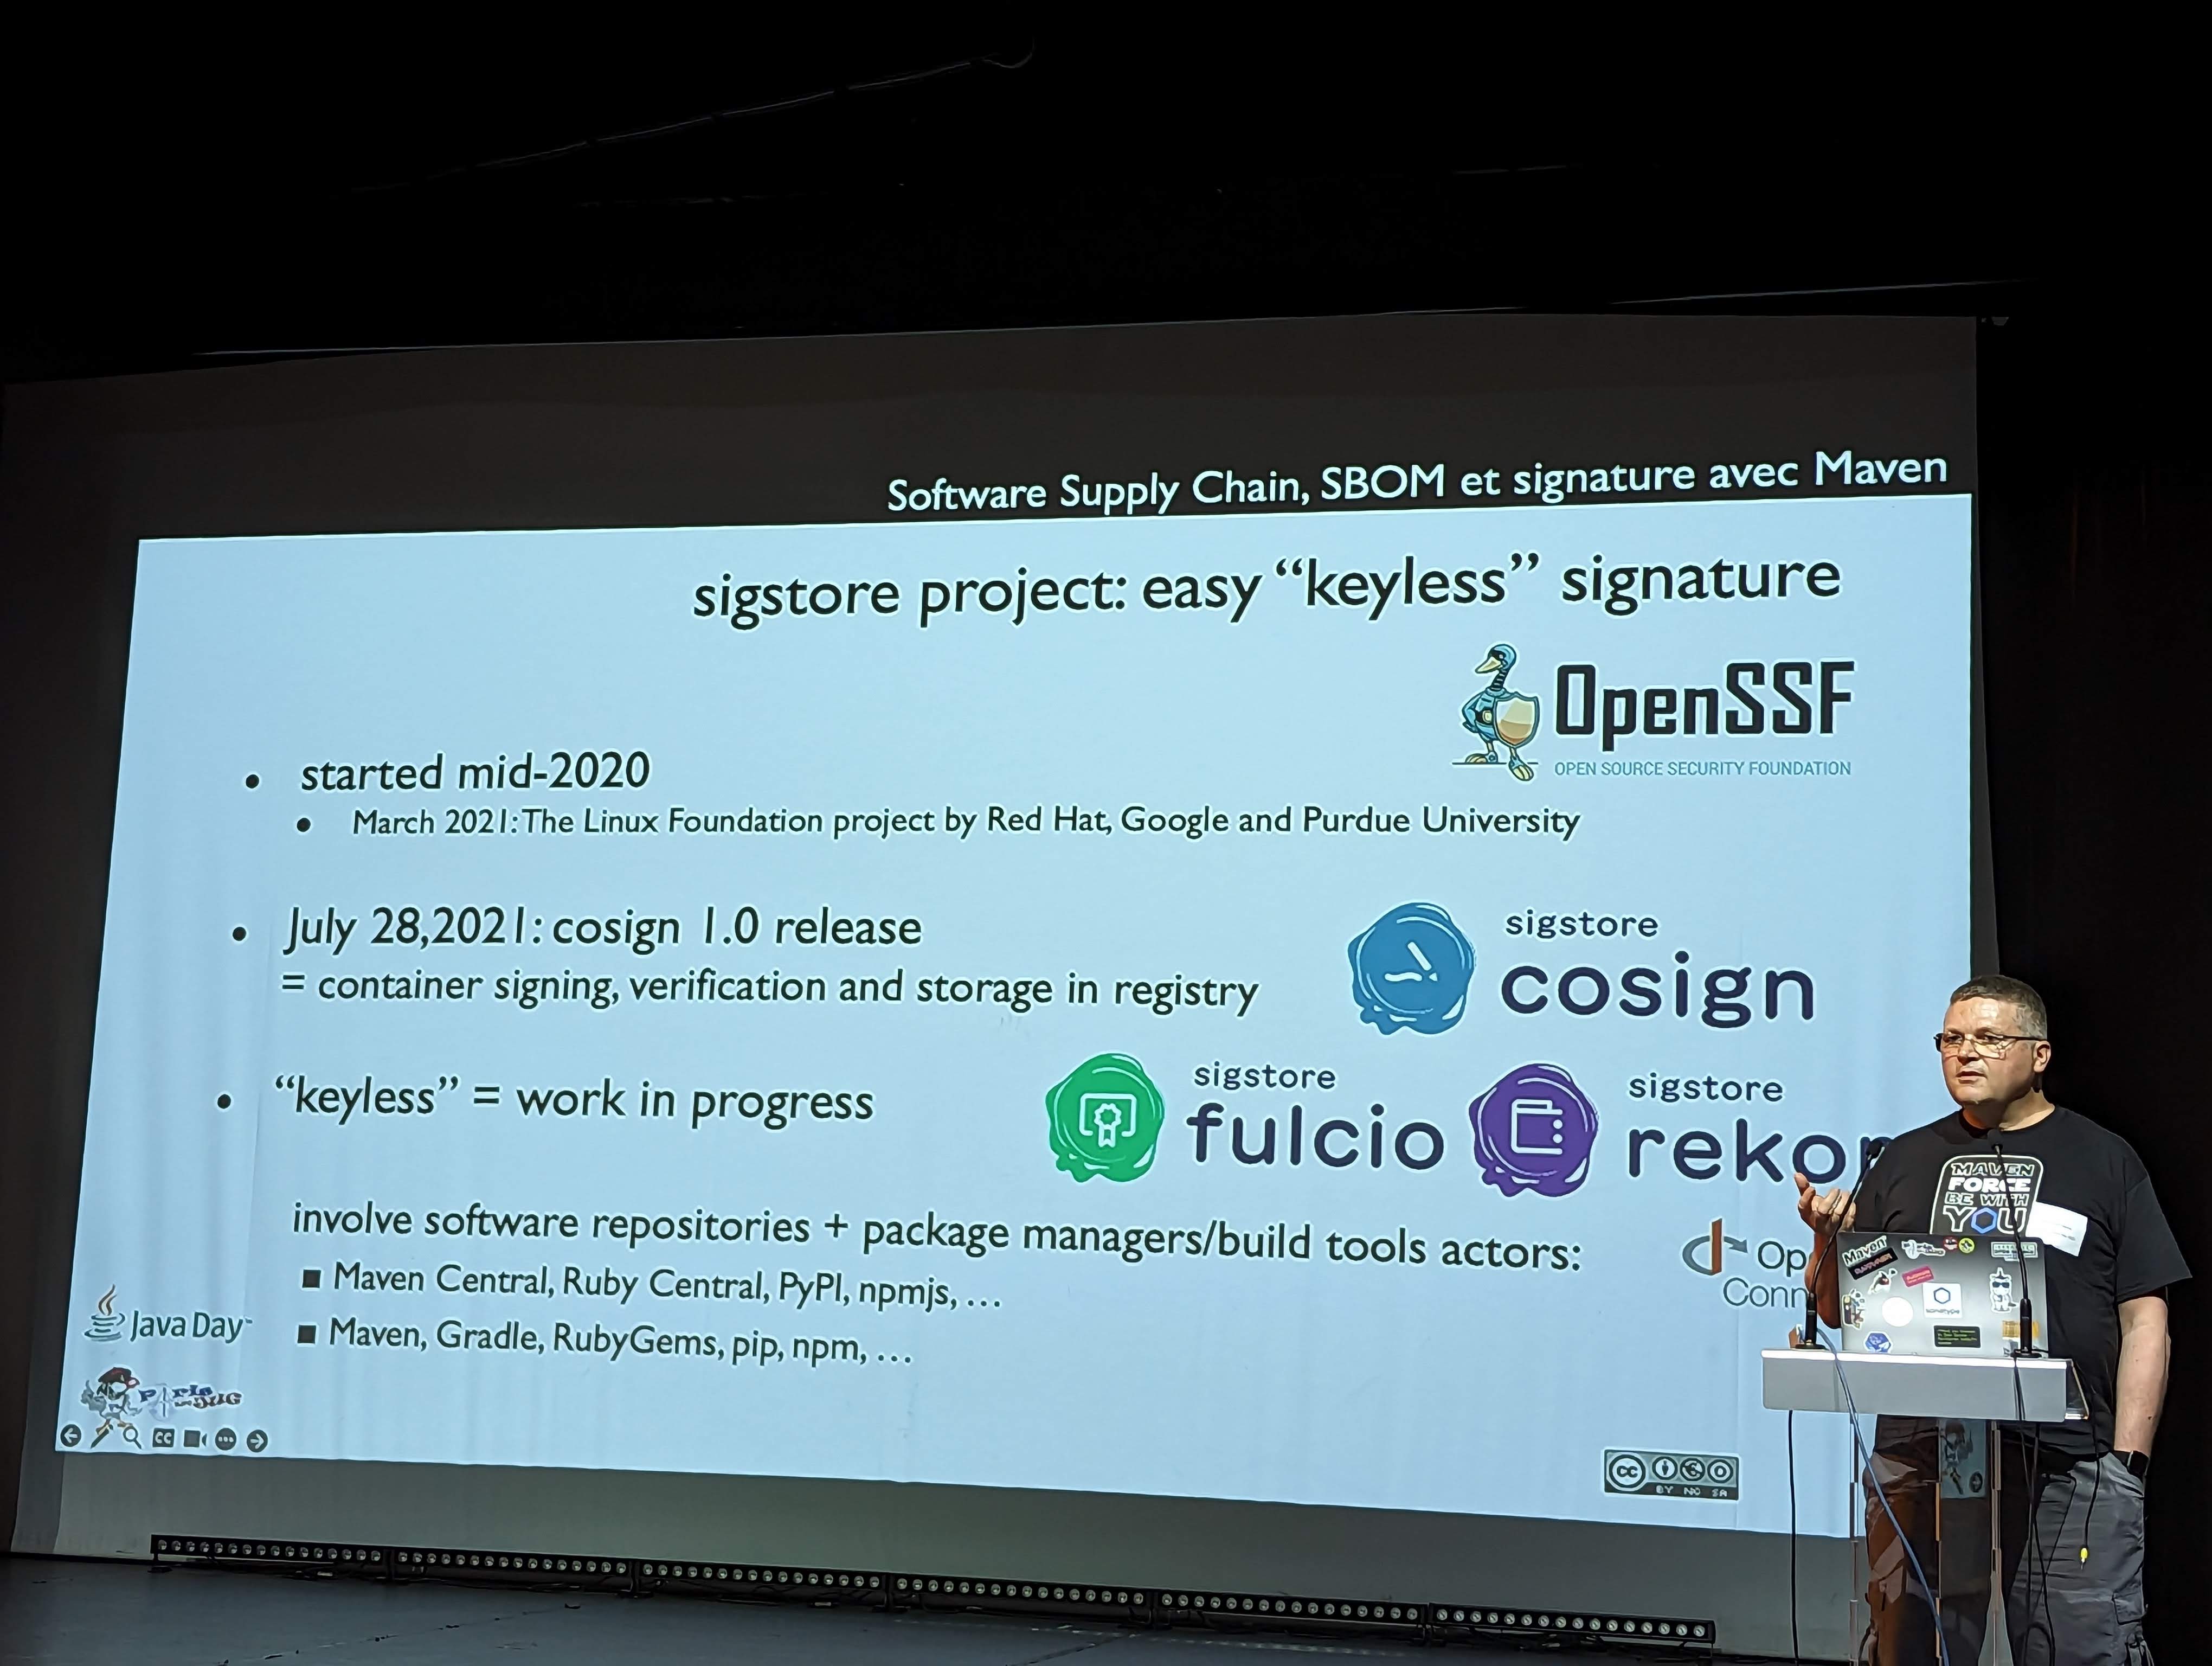 Software Supply Chain, SBOM et signature avec Maven
sigstore project: easy “keyless” signature
OpenSSF
OPEN SOURCE SECURITY FOUNDATION
• started mid-2020
• March 2021: The Linux Foundation project by Red Hat, Google and Purdue University
• July 28,2021: cosign 1.0 release
= container signing, verification and storage in registry
sigstore
cosign
• “keyless” = work in progress
sigstore
fulcio
sigstore
rekor
involve software repositories + package managers/build tools actors:
■ Maven Central, Ruby Central, PyPI, npmjs, …
■ Maven, Gradle, RubyGems, pip, npm, …
Op
Conn
Java Day
Paris
JUG
CC
cc
BY NC SA
MAVEN
FORCE
BE WITH
YOU
Maven
sonatype